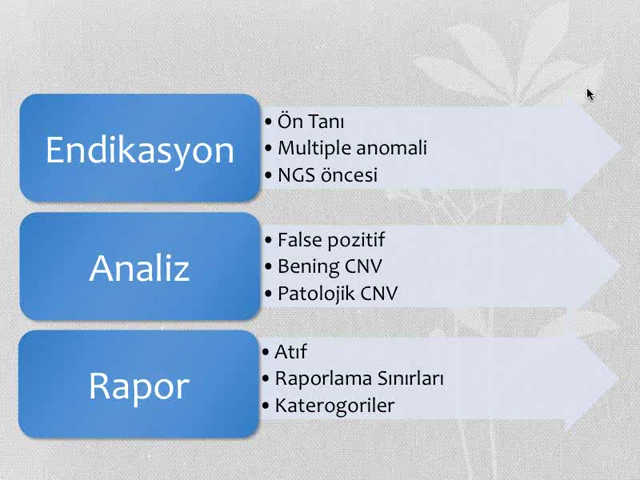 Endikasyon
• Ön Tanı
• Multiple anomali
• NGS öncesi
Analiz
• False pozitif
• Bening CNV
• Patolojik CNV
Rapor
• Atıf
• Raporlama Sınırları
• Katerogoriler